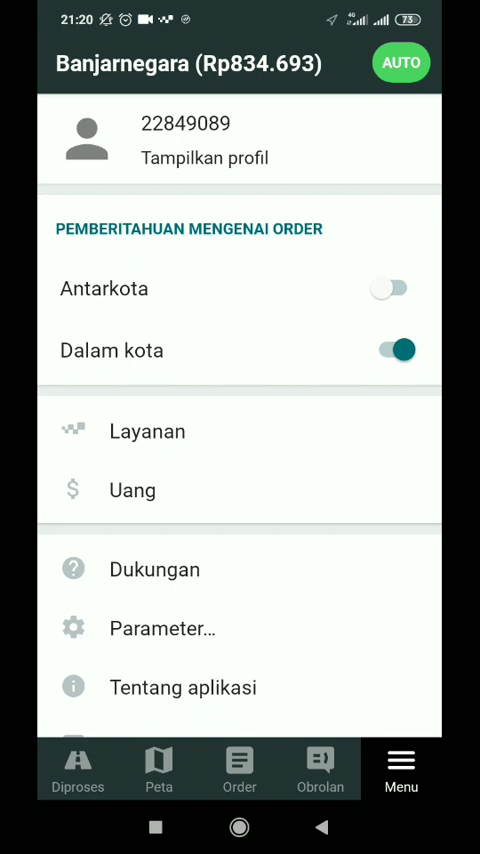 21:20
4G
73
Banjarnegara (Rp834.693)
AUTO
22849089
Tampilkan profil
PEMBERITAHUAN MENGENAI ORDER
Antarkota
Dalam kota
Layanan
Uang
Dukungan
Parameter...
Tentang aplikasi
Diproses
Peta
Order
Obrolan
Menu